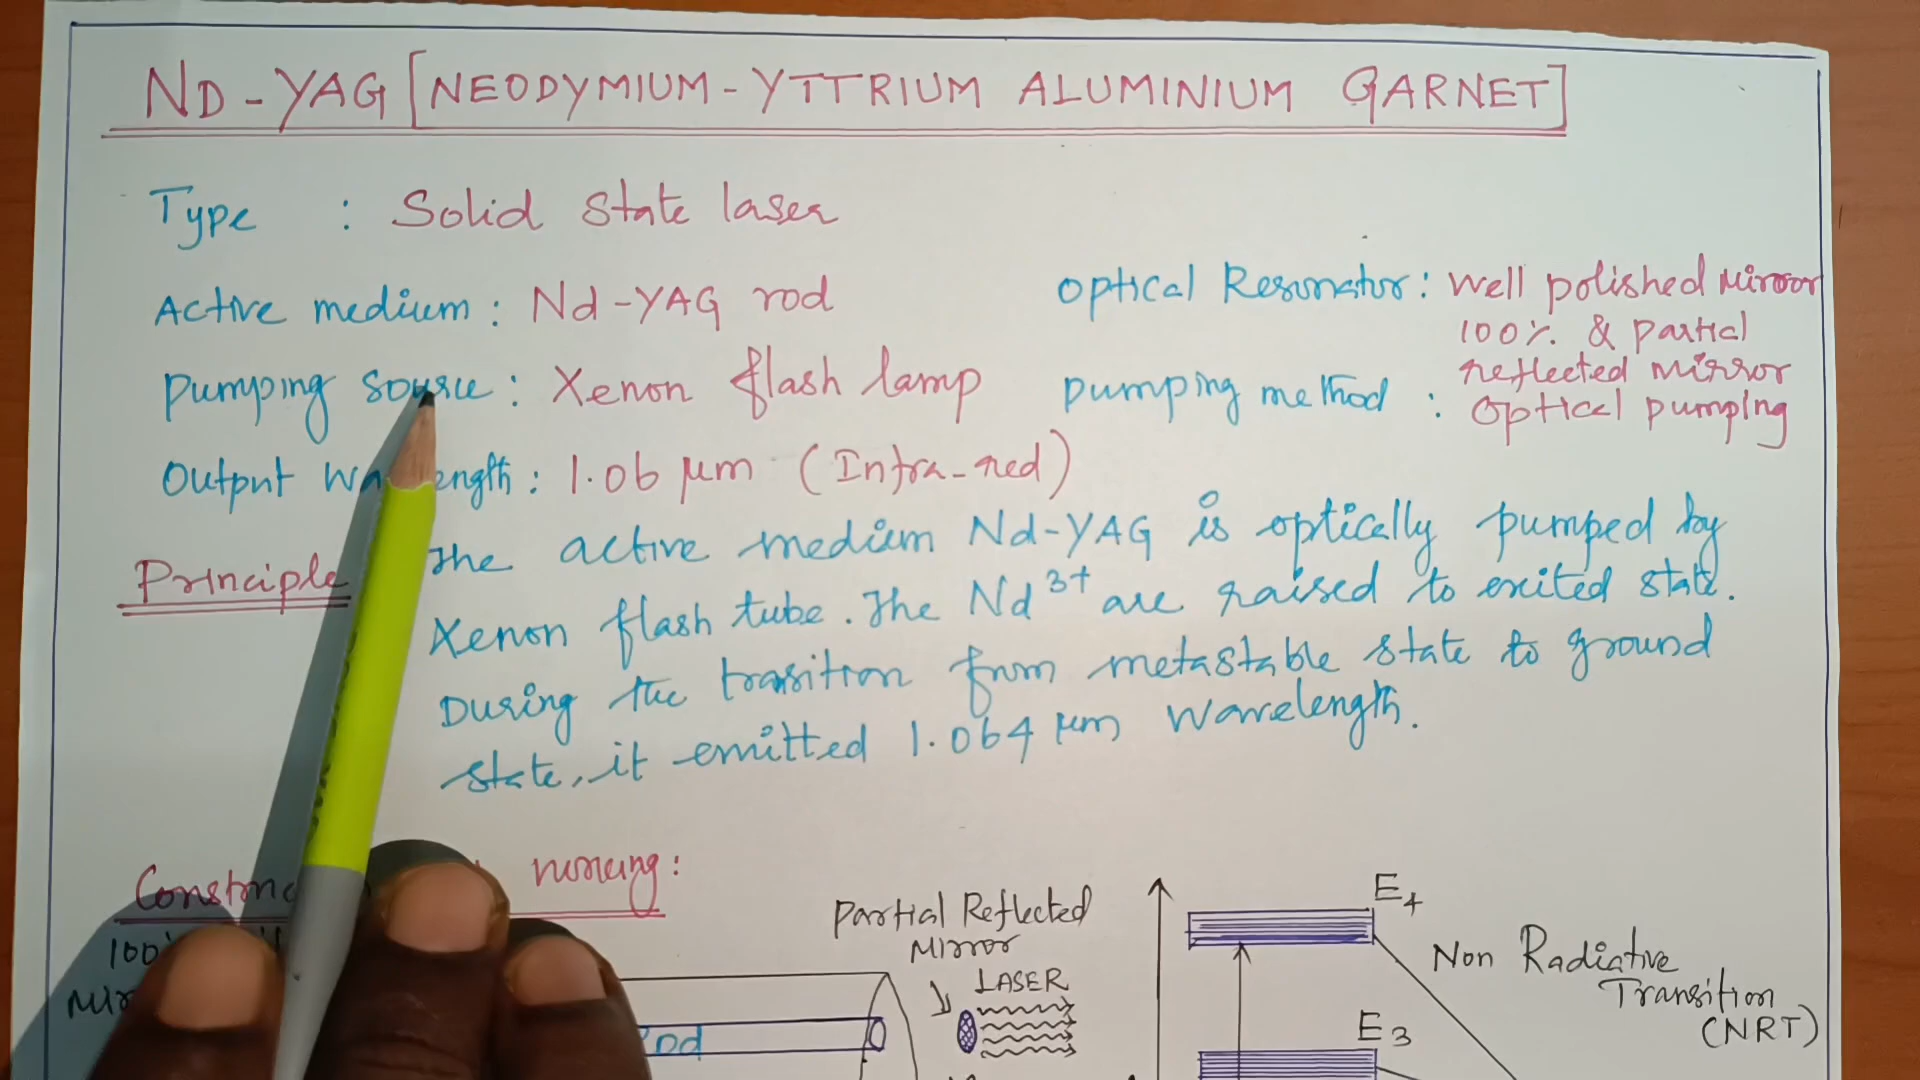 ND-YAG [NEODYMIUM-YTTRIUM ALUMINIUM GARNET]
Type : Solid state laser
Active medium : Nd-YAG rod
Optical Resonator : Well polished Mirror
100% & partial
reflected mirror
Pumping source : Xenon flash lamp
Pumping method : Optical pumping
Output : 1.06 μm (Infra-red)
Principle
The active medium Nd-YAG is optically pumped by
Xenon flash tube. The Nd3+ are raised to excited state.
During the transition from metastable state to ground
state, it emitted 1.064 μm wavelength.
working :
Partial Reflected
Mirror
LASER
E4
Non Radiative
Transition
(NRT)
E3